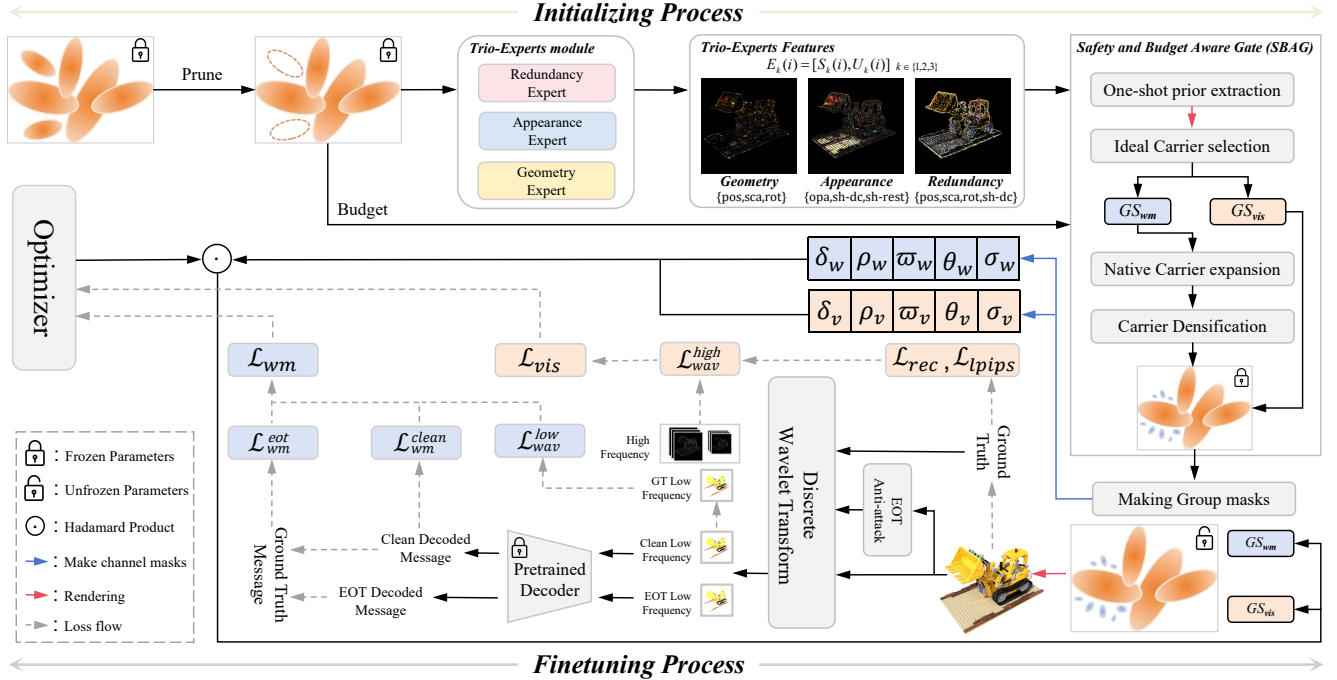 Initializing Process
Prune
Budget
Trio-Experts module
Redundancy
Expert
Appearance
Expert
Geometry
Expert
Trio-Experts Features
E_k(i)=[S_k(i),U_k(i)] k∈{1,2,3}
Geometry
{pos,sca,rot}
Appearance
{opa,sh-dc,sh-rest}
Redundancy
{pos,sca,rot,sh-dc}
Safety and Budget Aware Gate (SBAG)
One-shot prior extraction
Ideal Carrier selection
GS_wm
GS_vis
Native Carrier expansion
Carrier Densification
Making Group masks
Optimizer
δ_w ρ_w ϖ_w θ_w σ_w
δ_v ρ_v ϖ_v θ_v σ_v
ℒ_wm
ℒ_vis
ℒ_wav^high
ℒ_rec , ℒ_lpips
ℒ_wm^eot
ℒ_wm^clean
ℒ_wav^low
High
Frequency
GT Low
Frequency
Clean Low
Frequency
EOT Low
Frequency
Discrete
Wavelet Transform
EOT
Anti-attack
Ground
Truth
Pretrained
Decoder
Clean Decoded
Message
EOT Decoded
Message
Ground Truth
Message
GS_wm
GS_vis
: Frozen Parameters
: Unfrozen Parameters
: Hadamard Product
: Make channel masks
: Rendering
: Loss flow
Finetuning Process